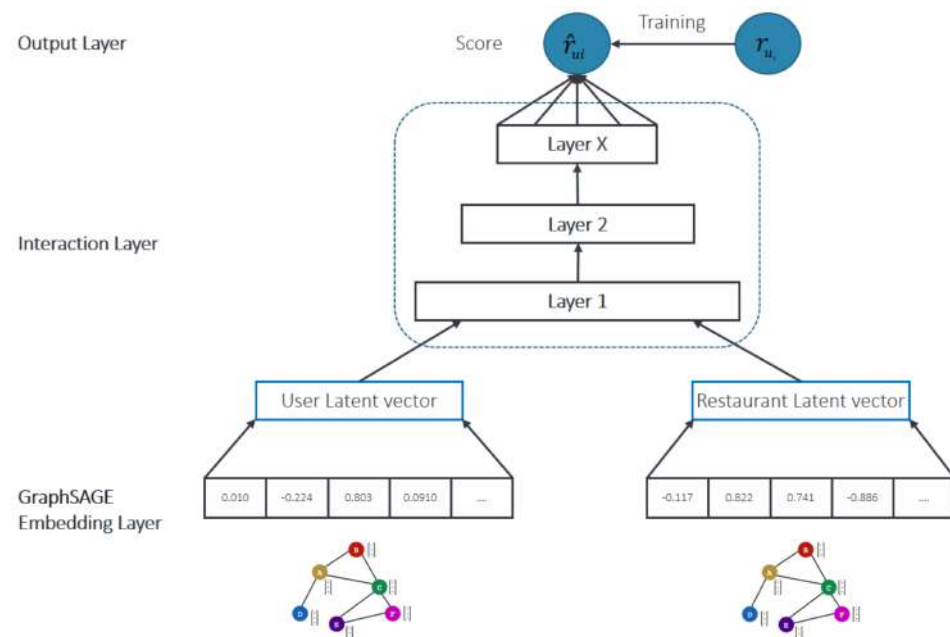 Output Layer
Score
r̂ui
Training
rui
Layer X
Layer 2
Interaction Layer
Layer 1
User Latent vector
Restaurant Latent vector
GraphSAGE
Embedding Layer
0.010 -0.224 0.803 0.0910 ....
-0.117 0.822 0.741 -0.886 ....
B
A
C
D
E
F
B
A
C
D
E
F